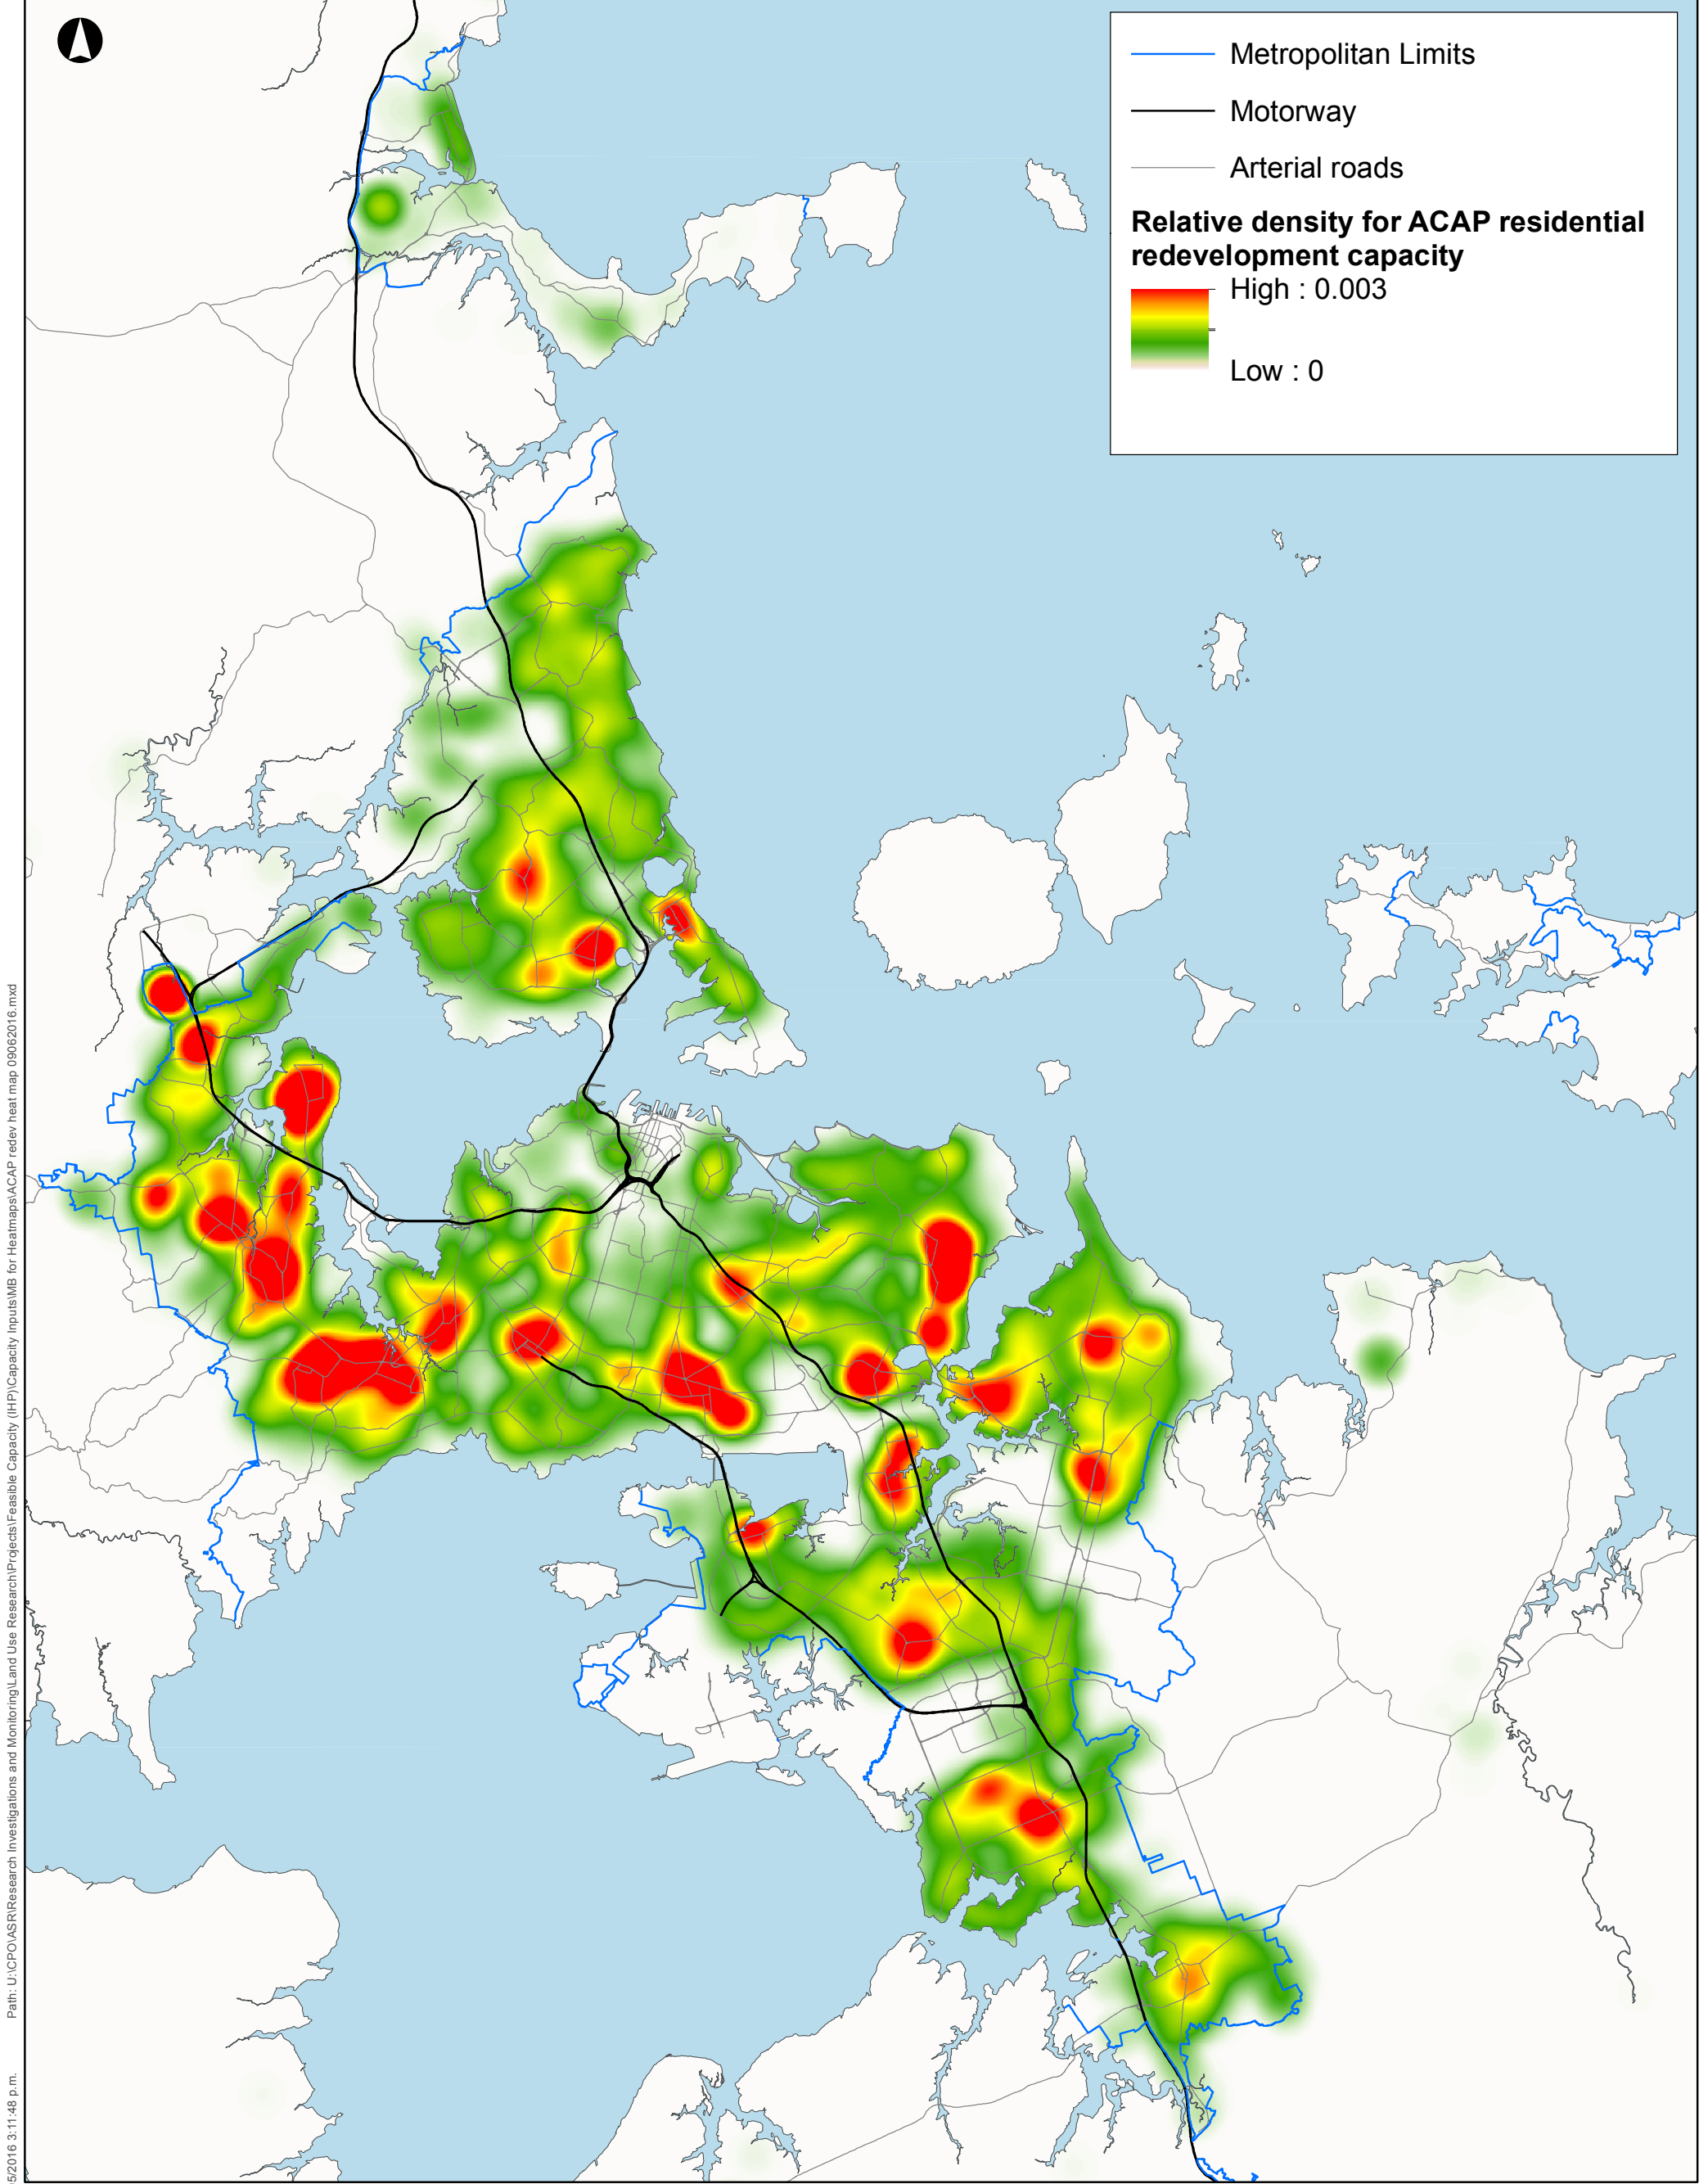 Metropolitan Limits
Motorway
Arterial roads
Relative density for ACAP residential
redevelopment capacity
High : 0.003
Low : 0
5/2016 3:11:48 p.m. Path: U:\CPO\ASR\Research Investigations and Monitoring\Land Use Research\Projects\Feasible Capacity (IHP)\Capacity Inputs\MB for Heatmaps\ACAP redev heat map 09062016.mxd